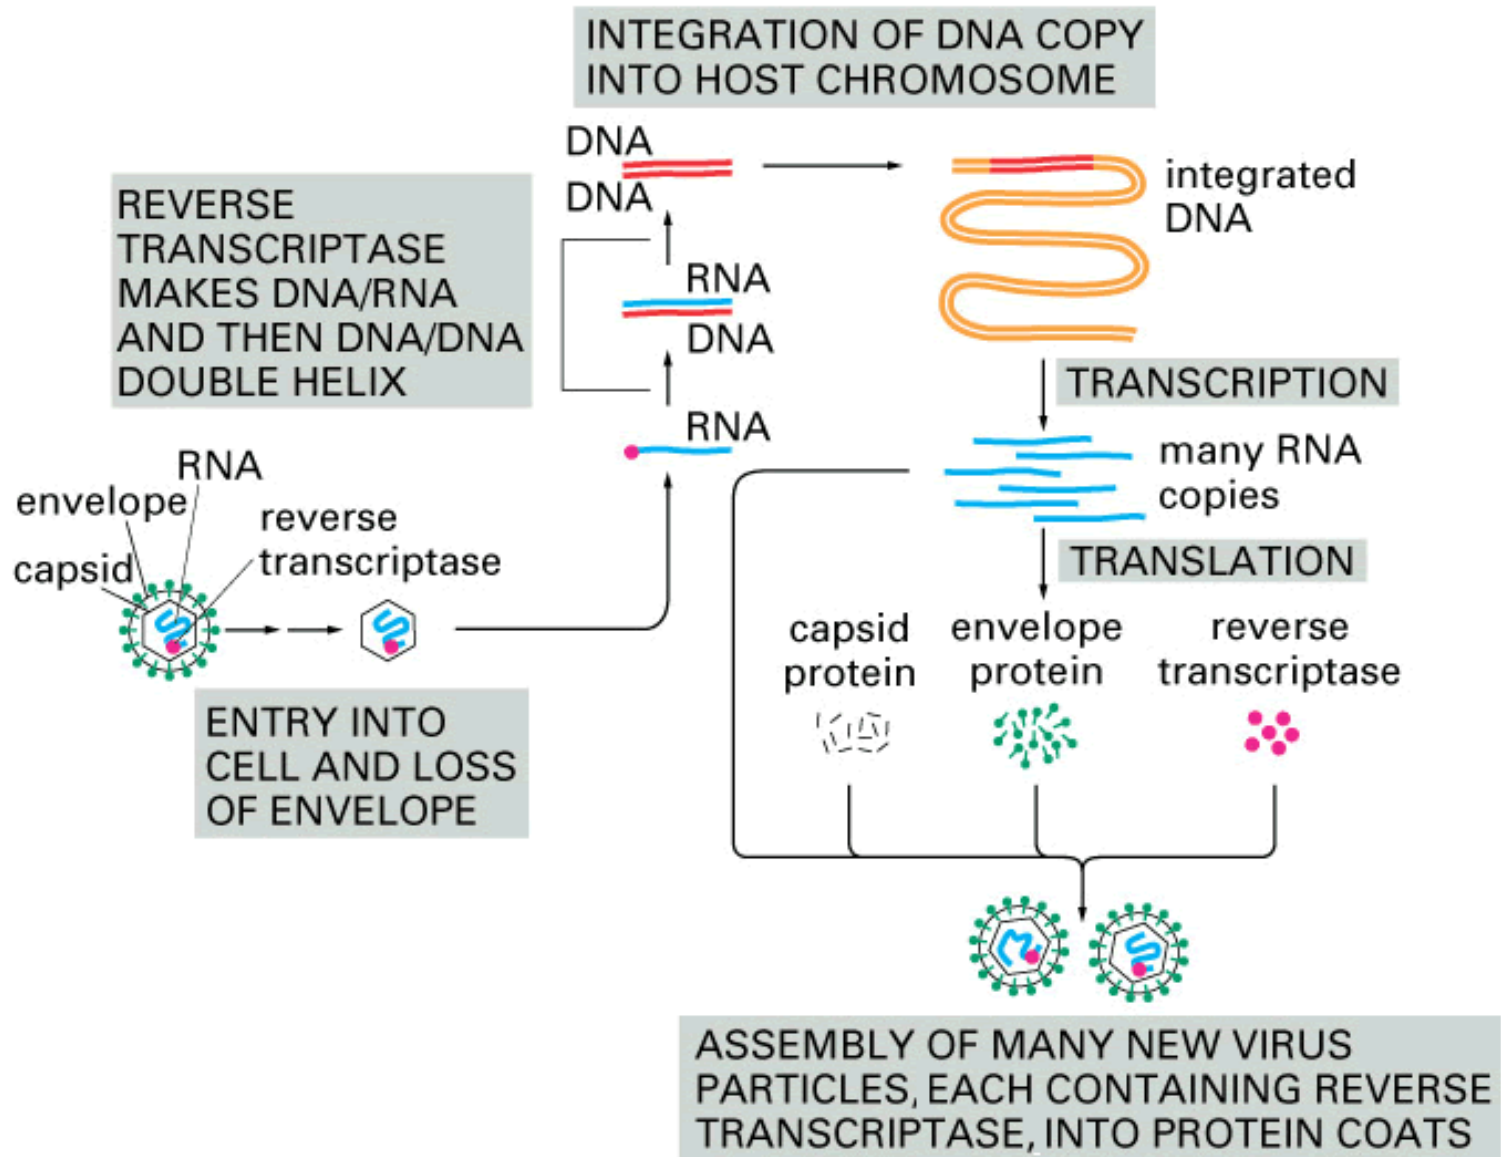 INTEGRATION OF DNA COPY
INTO HOST CHROMOSOME
DNA
DNA
integrated
DNA
REVERSE
TRANSCRIPTASE
MAKES DNA/RNA
AND THEN DNA/DNA
DOUBLE HELIX
RNA
DNA
TRANSCRIPTION
RNA
many RNA
copies
RNA
envelope
reverse
transcriptase
capsid
TRANSLATION
capsid
protein
envelope
protein
reverse
transcriptase
ENTRY INTO
CELL AND LOSS
OF ENVELOPE
ASSEMBLY OF MANY NEW VIRUS
PARTICLES, EACH CONTAINING REVERSE
TRANSCRIPTASE, INTO PROTEIN COATS